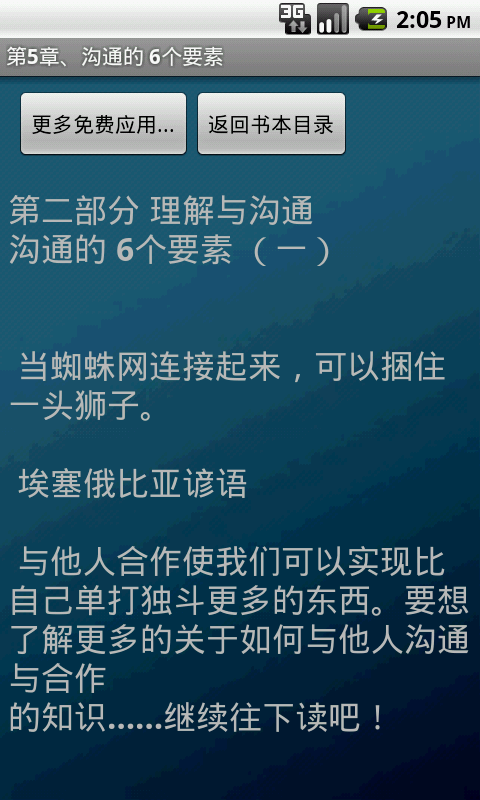 3G 2:05 PM
第5章、沟通的 6个要素
更多免费应用... 返回书本目录
第二部分 理解与沟通
沟通的 6个要素 （一）
当蜘蛛网连接起来，可以捆住
一头狮子。
埃塞俄比亚谚语
与他人合作使我们可以实现比
自己单打独斗更多的东西。要想
了解更多的关于如何与他人沟通
与合作
的知识......继续往下读吧！